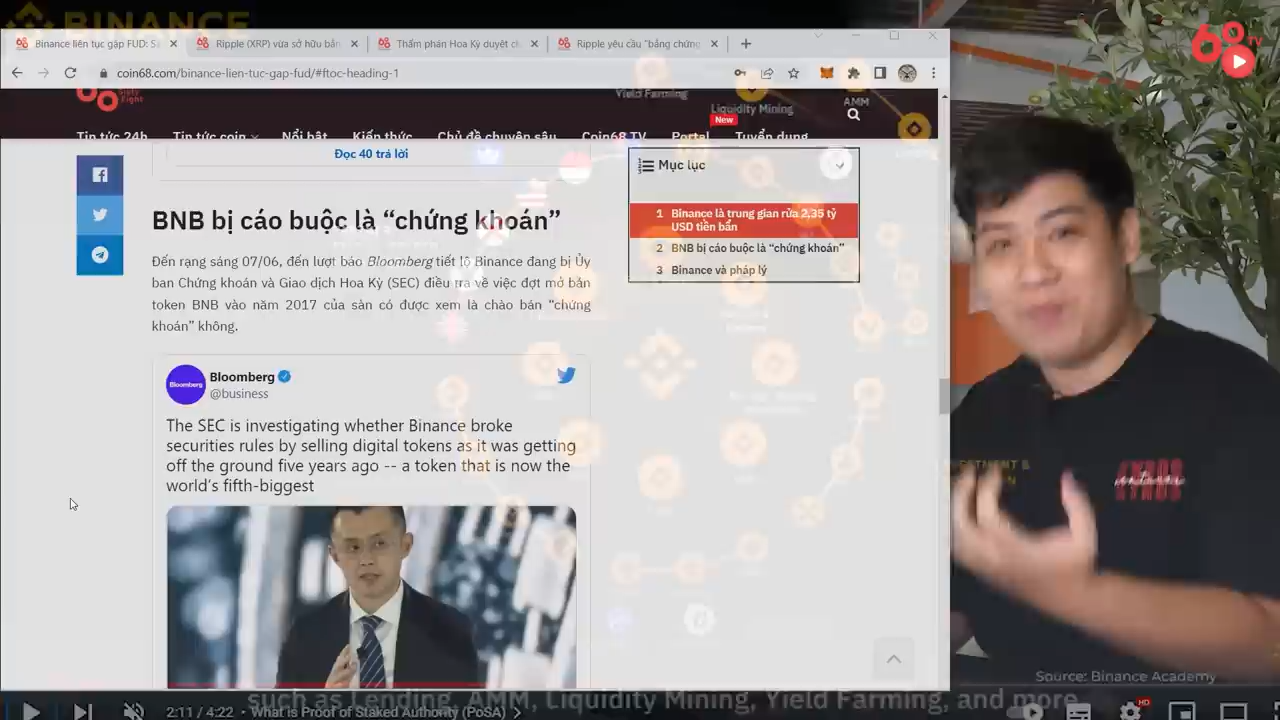 BINANCE
Binance liên tục gặp FUD: Sa
Ripple (XRP) vừa sở hữu bản
Thẩm phán Hoa Kỳ duyệt ch
Ripple yêu cầu "bằng chứng
coin68.com/binance-lien-tuc-gap-fud/#ftoc-heading-1
68
TV
Sixty
Eight
Yield Farming
Liquidity Mining
AMM
New
Tin tức 24h
Tin tức coin
Nổi bật
Kiến thức
Chủ đề chuyên sâu
Coin68 TV
Portal
Tuyển dụng
Đọc 40 trả lời
Mục lục
1 Binance là trung gian rửa 2,35 tỷ
USD tiền bẩn
2 BNB bị cáo buộc là “chứng khoán”
3 Binance và pháp lý
BNB bị cáo buộc là “chứng khoán”
Đến rạng sáng 07/06, đến lượt báo Bloomberg tiết lộ Binance đang bị Ủy
ban Chứng khoán và Giao dịch Hoa Kỳ (SEC) điều tra về việc đợt mở bán
token BNB vào năm 2017 của sàn có được xem là chào bán “chứng
khoán” không.
Bloomberg
Bloomberg
@business
The SEC is investigating whether Binance broke
securities rules by selling digital tokens as it was getting
off the ground five years ago -- a token that is now the
world's fifth-biggest
Source: Binance Academy
such as Lending, AMM, Liquidity Mining, Yield Farming, and more
2:11 / 4:22 • What is Proof of Staked Authority (PoSA)
HD